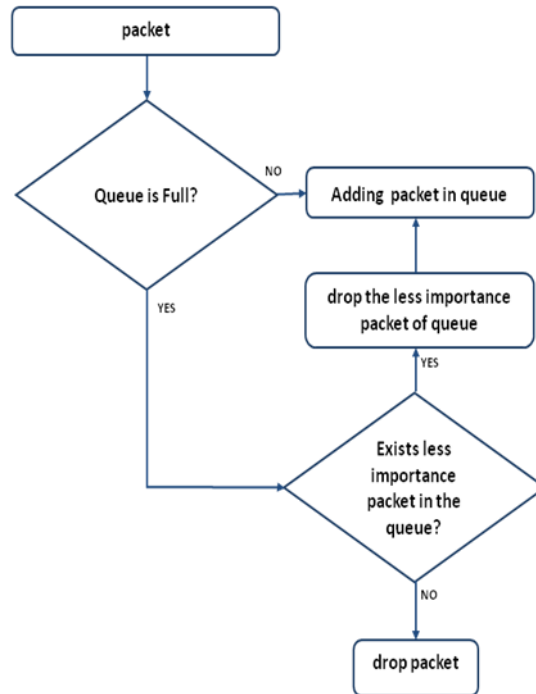 packet
Queue is Full?
NO
Adding packet in queue
YES
drop the less importance
packet of queue
YES
Exists less
importance
packet in the
queue?
NO
drop packet